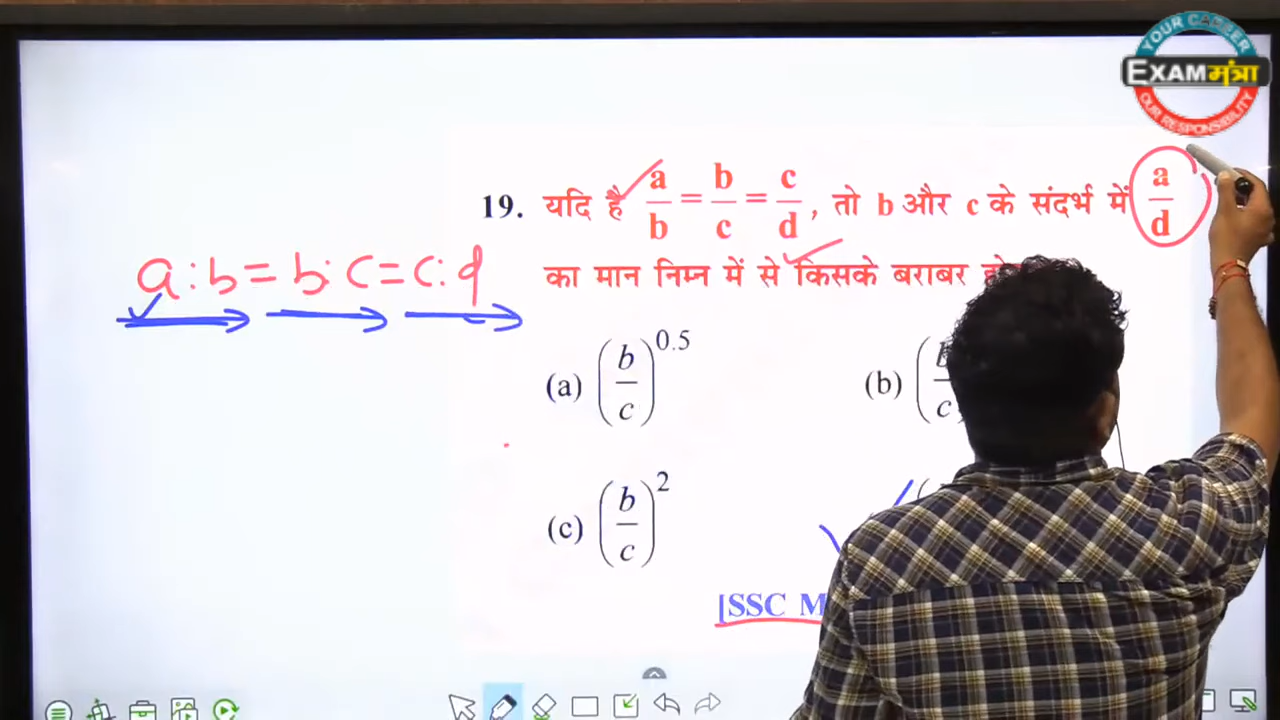 YOUR CAREER
EXAMमंत्रा
OUR RESPONSIBILITY
19. यदि है a/b = b/c = c/d, तो b और c के संदर्भ में a/d
का मान निम्न में से किसके बराबर
a : b = b : c = c : d
(a) (b/c)^0.5
(b) (b/c
(c) (b/c)^2
[SSC M